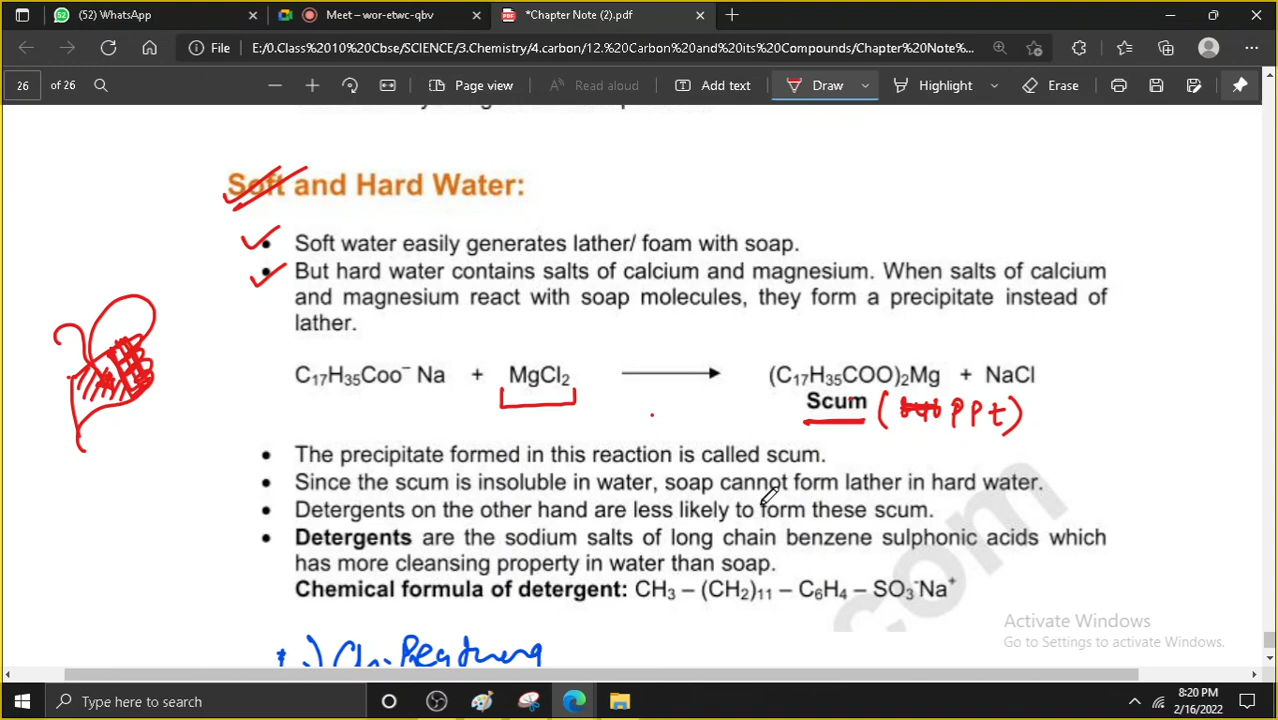 (52) WhatsApp
Meet – wor-etwc-qbv
*Chapter Note (2).pdf
File
E:/0.Class%2010%20Cbse/SCIENCE/3.Chemistry/4.carbon/12.%20Carbon%20and%20its%20Compounds/Chapter%20Note%...
26 of 26
Page view
Read aloud
Add text
Draw
Highlight
Erase
Soft and Hard Water:
• Soft water easily generates lather/ foam with soap.
• But hard water contains salts of calcium and magnesium. When salts of calcium
and magnesium react with soap molecules, they form a precipitate instead of
lather.
C₁₇H₃₅Coo⁻ Na + MgCl₂ ⟶ (C₁₇H₃₅COO)₂Mg + NaCl
Scum ( ppt)
• The precipitate formed in this reaction is called scum.
• Since the scum is insoluble in water, soap cannot form lather in hard water.
• Detergents on the other hand are less likely to form these scum.
• Detergents are the sodium salts of long chain benzene sulphonic acids which
has more cleansing property in water than soap.
Chemical formula of detergent: CH₃ – (CH₂)₁₁ – C₆H₄ – SO₃⁻Na⁺
.com
Activate Windows
Go to Settings to activate Windows.
Type here to search
8:20 PM
2/16/2022